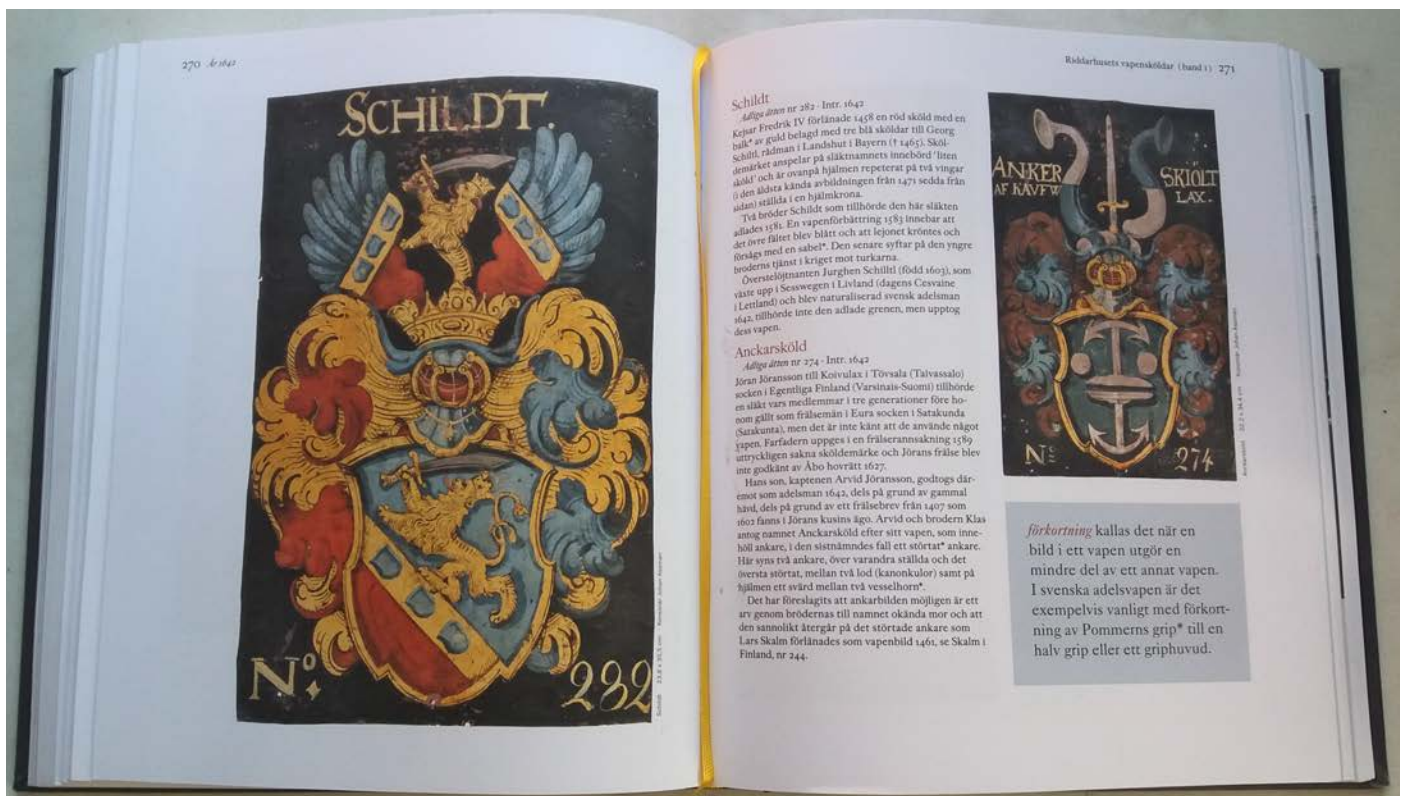 270 År 1642
SCHILDT.
Nº
282
Schildt 23,8 x 31,5 cm
Riddarhusets vapensköldar (band 1) 271
Schildt
Adliga ätten nr 282 · Intr. 1642
Kejsar Fredrik IV förlänade 1458 en röd sköld med en
balk* av guld belagd med tre blå sköldar till Georg
Schiltl, rådman i Landshut i Bayern († 1465). Sköl-
demärket anspelar på släktnamnets innebörd 'liten
sköld' och är ovanpå hjälmen repeterat på två vingar
(i den äldsta kända avbildningen från 1471 sedda från
sidan) ställda i en hjälmkrona.
Två bröder Schildt som tillhörde den här släkten
adlades 1581. En vapenförbättring 1583 innebar att
det övre fältet blev blått och att lejonet kröntes och
försågs med en sabel*. Den senare syftar på den yngre
broderns tjänst i kriget mot turkarna.
Överstelöjtnanten Jurghen Schilltl (född 1603), som
växte upp i Sesswegen i Livland (dagens Cesvaine
i Lettland) och blev naturaliserad svensk adelsman
1642, tillhörde inte den adlade grenen, men upptog
dess vapen.
Anckarsköld
Adliga ätten nr 274 · Intr. 1642
Jöran Jöransson till Koivulax i Tövsala (Taivassalo)
socken i Egentliga Finland (Varsinais-Suomi) tillhörde
en släkt vars medlemmar i tre generationer före ho-
nom gällt som frälsemän i Eura socken i Satakunda
(Satakunta), men det är inte känt att de använde något
vapen. Farfadern uppges i en frälserannsakning 1589
uttryckligen sakna sköldemärke och Jörans frälse blev
inte godkänt av Åbo hovrätt 1627.
Hans son, kaptenen Arvid Jöransson, godtogs där-
emot som adelsman 1642, dels på grund av gammal
hävd, dels på grund av ett frälsebrev från 1407 som
1602 fanns i Jörans kusins ägo. Arvid och brodern Klas
antog namnet Anckarsköld efter sitt vapen, som inne-
höll ankare, i den sistnämndes fall ett störtat* ankare.
Här syns två ankare, över varandra ställda och det
översta störtat, mellan två lod (kanonkulor) samt på
hjälmen ett svärd mellan två vesselhorn*.
Det har föreslagits att ankarbilden möjligen är ett
arv genom brödernas till namnet okända mor och att
den sannolikt återgår på det störtade ankare som
Lars Skalm förlänades som vapenbild 1461, se Skalm i
Finland, nr 244.
ANKER SKIÖLT
AF KAVFW LAX.
Nº
274
förkortning kallas det när en
bild i ett vapen utgör en
mindre del av ett annat vapen.
I svenska adelsvapen är det
exempelvis vanligt med förkort-
ning av Pommerns grip* till en
halv grip eller ett griphuvud.